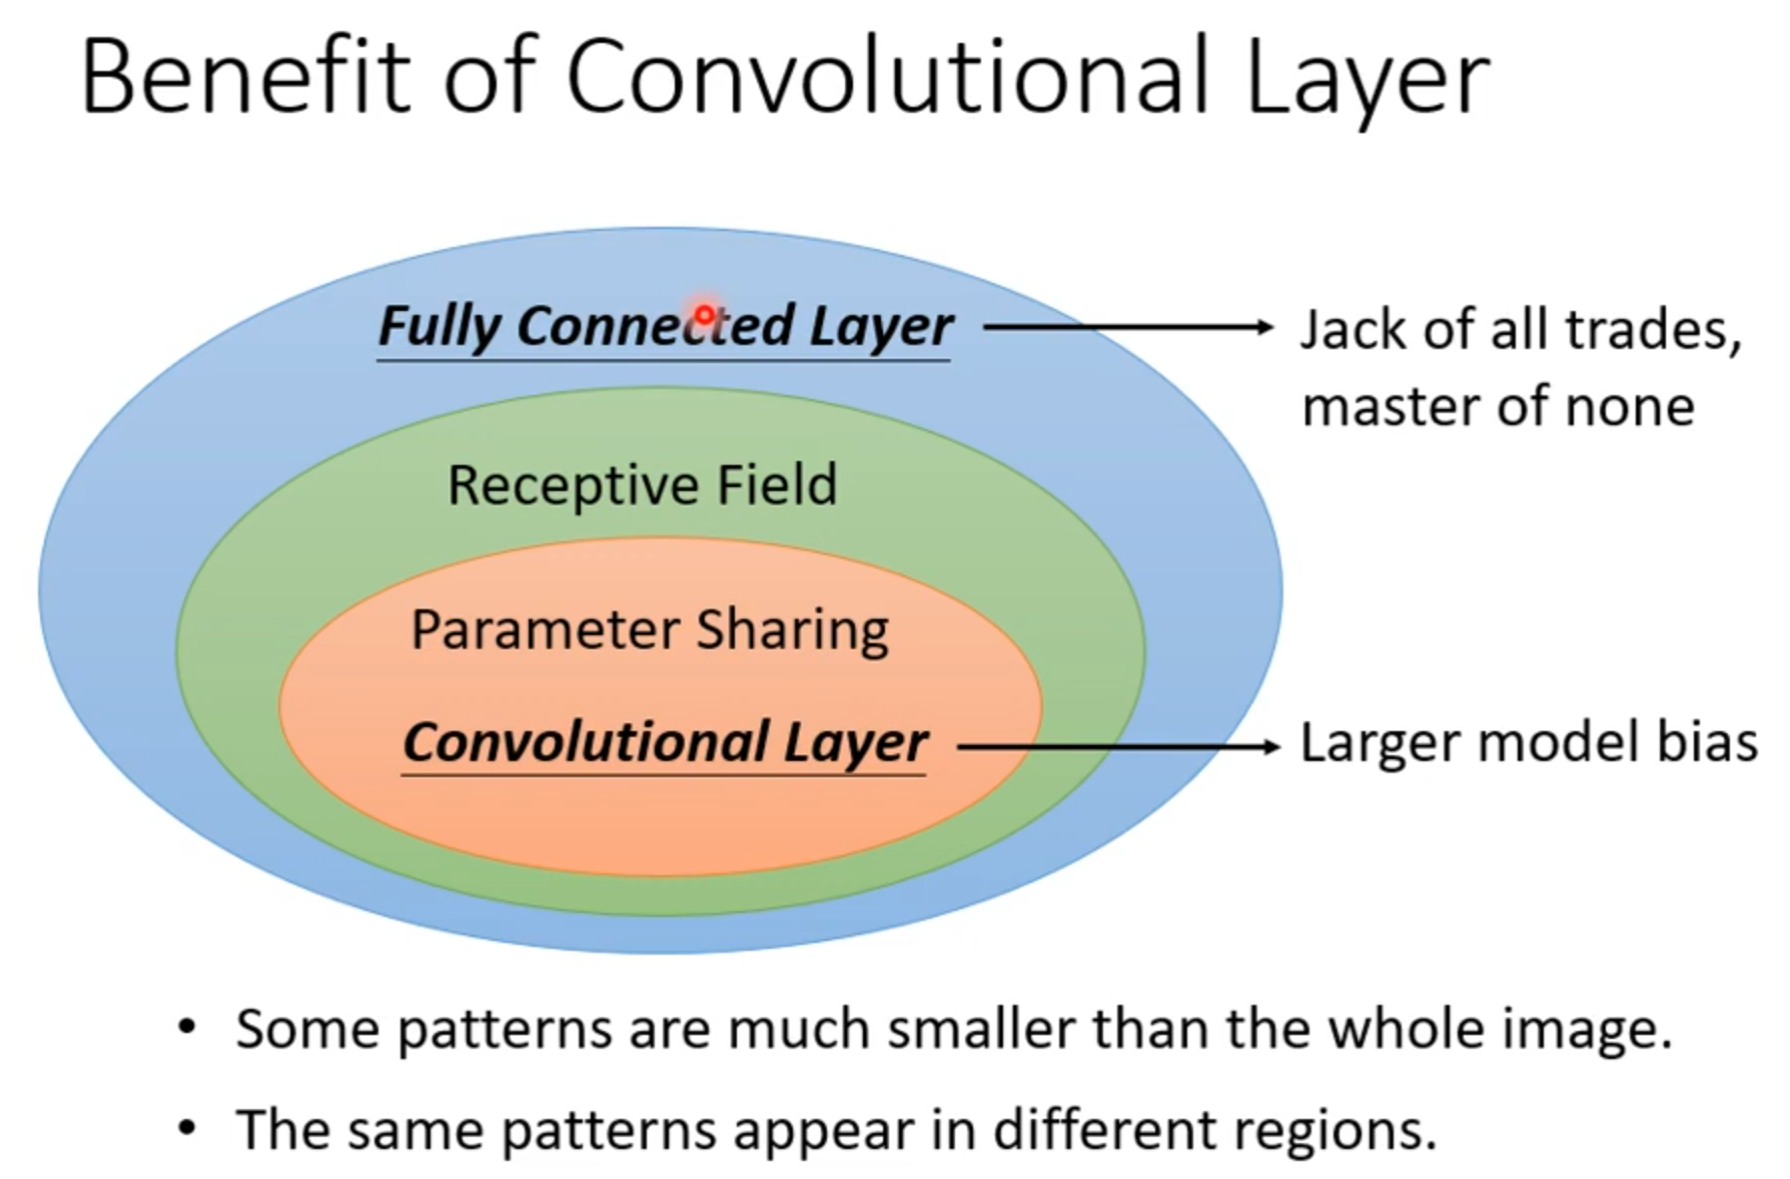 Benefit of Convolutional Layer
Fully Connected Layer
Jack of all trades,
master of none
Receptive Field
Parameter Sharing
Convolutional Layer
Larger model bias
• Some patterns are much smaller than the whole image.
• The same patterns appear in different regions.